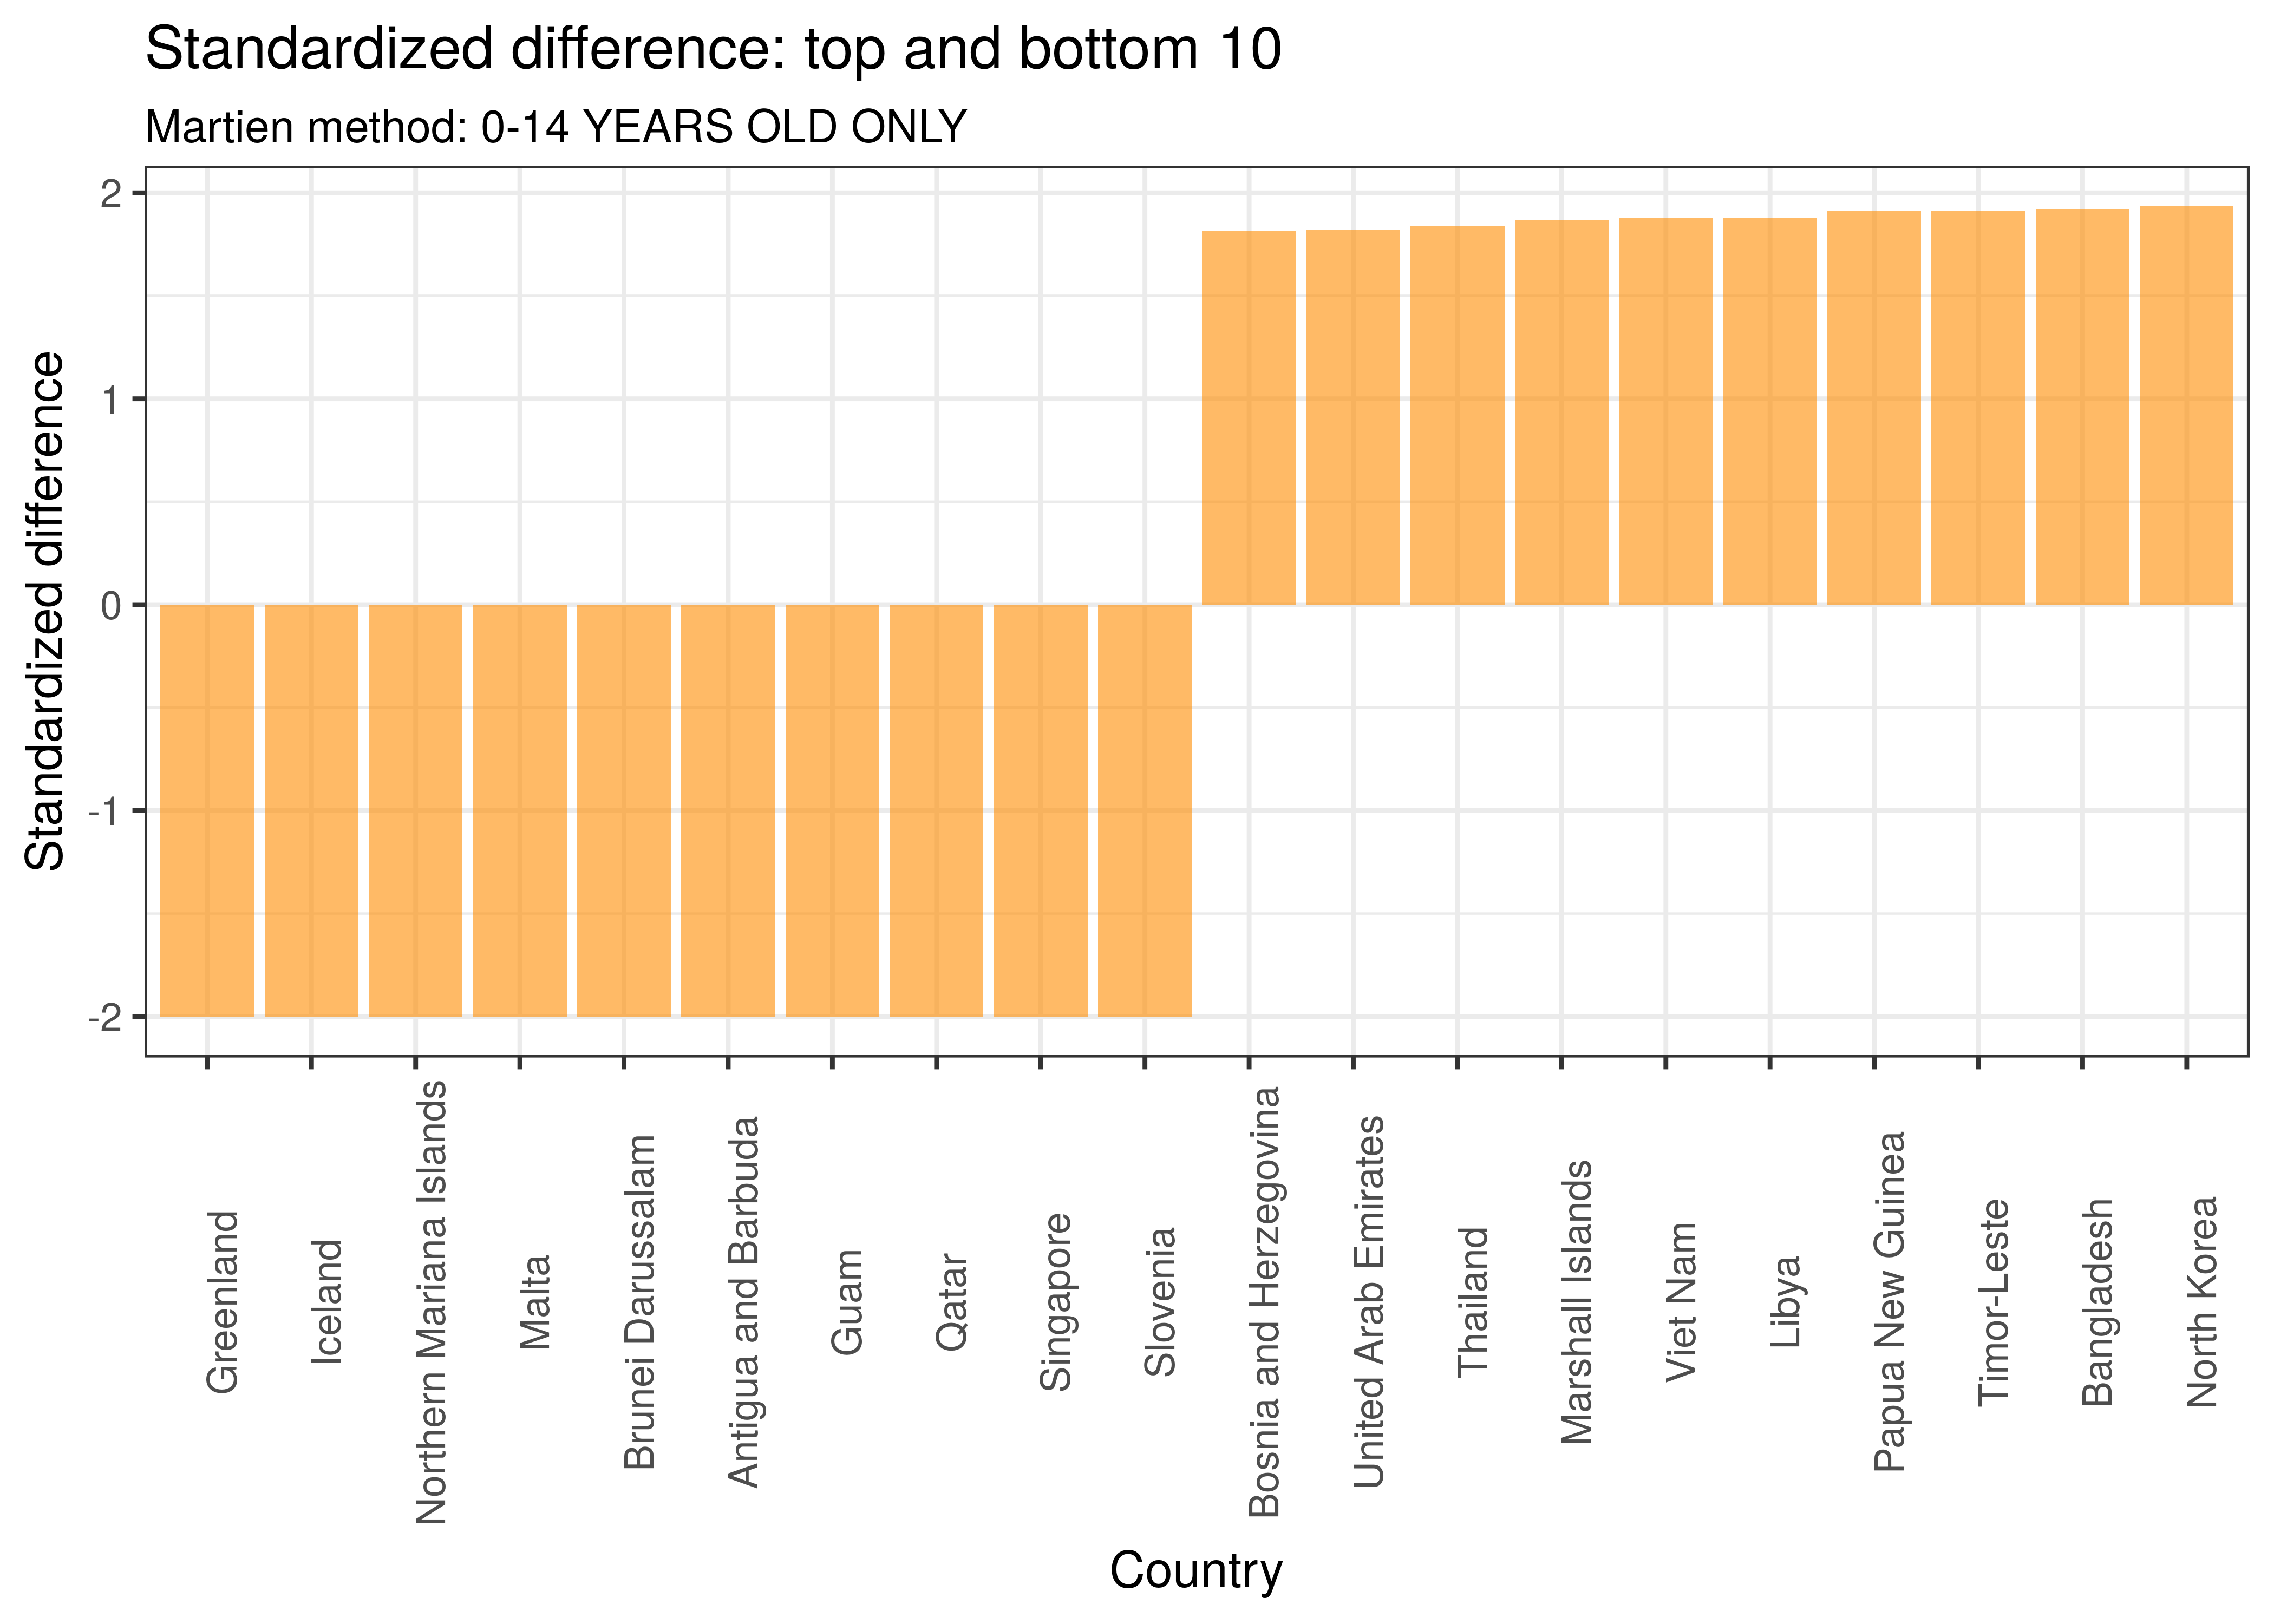 Standardized difference: top and bottom 10
Martien method: 0-14 YEARS OLD ONLY
Standardized difference
2
1
0
-1
-2
Greenland
Iceland
Northern Mariana Islands
Malta
Brunei Darussalam
Antigua and Barbuda
Guam
Qatar
Singapore
Slovenia
Bosnia and Herzegovina
United Arab Emirates
Thailand
Marshall Islands
Viet Nam
Libya
Papua New Guinea
Timor-Leste
Bangladesh
North Korea
Country